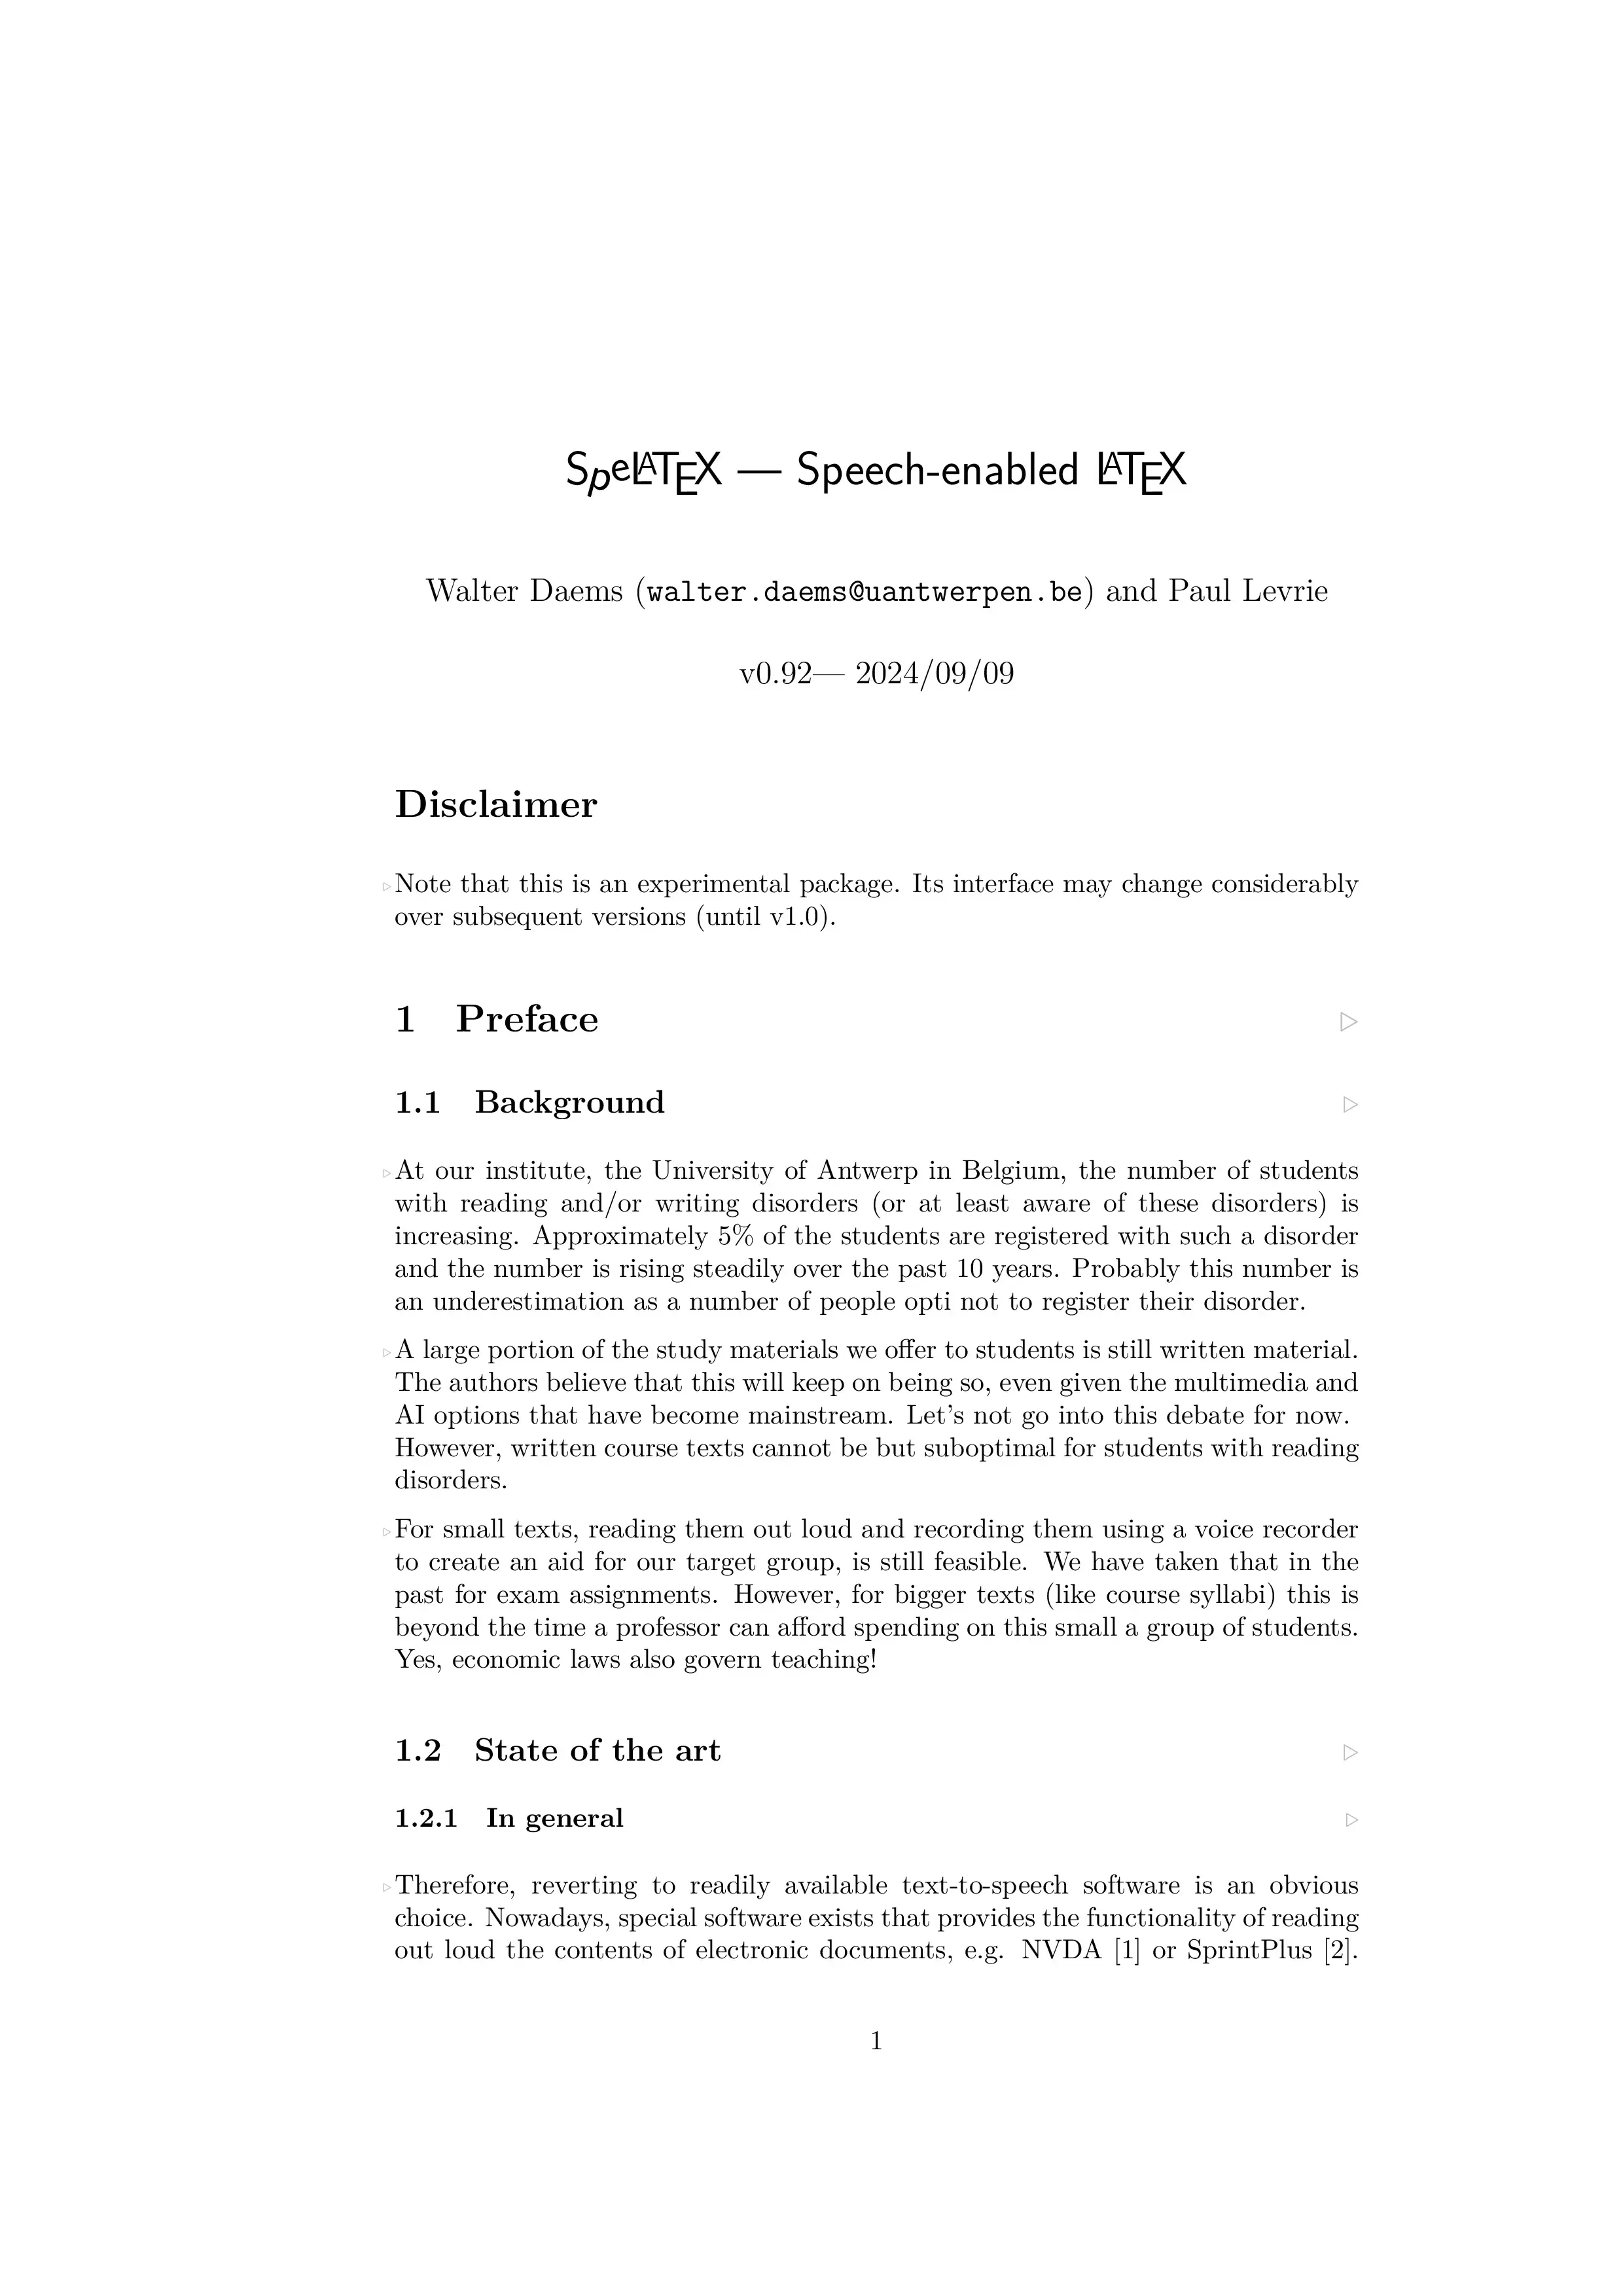 SpeLATEX — Speech-enabled LATEX
Walter Daems (walter.daems@uantwerpen.be) and Paul Levrie
v0.92— 2024/09/09
Disclaimer
▷Note that this is an experimental package. Its interface may change considerably
over subsequent versions (until v1.0).
1 Preface ▷
1.1 Background ▷
▷At our institute, the University of Antwerp in Belgium, the number of students
with reading and/or writing disorders (or at least aware of these disorders) is
increasing. Approximately 5% of the students are registered with such a disorder
and the number is rising steadily over the past 10 years. Probably this number is
an underestimation as a number of people opti not to register their disorder.
▷A large portion of the study materials we offer to students is still written material.
The authors believe that this will keep on being so, even given the multimedia and
AI options that have become mainstream. Let's not go into this debate for now.
However, written course texts cannot be but suboptimal for students with reading
disorders.
▷For small texts, reading them out loud and recording them using a voice recorder
to create an aid for our target group, is still feasible. We have taken that in the
past for exam assignments. However, for bigger texts (like course syllabi) this is
beyond the time a professor can afford spending on this small a group of students.
Yes, economic laws also govern teaching!
1.2 State of the art ▷
1.2.1 In general ▷
▷Therefore, reverting to readily available text-to-speech software is an obvious
choice. Nowadays, special software exists that provides the functionality of reading
out loud the contents of electronic documents, e.g. NVDA [1] or SprintPlus [2].
1